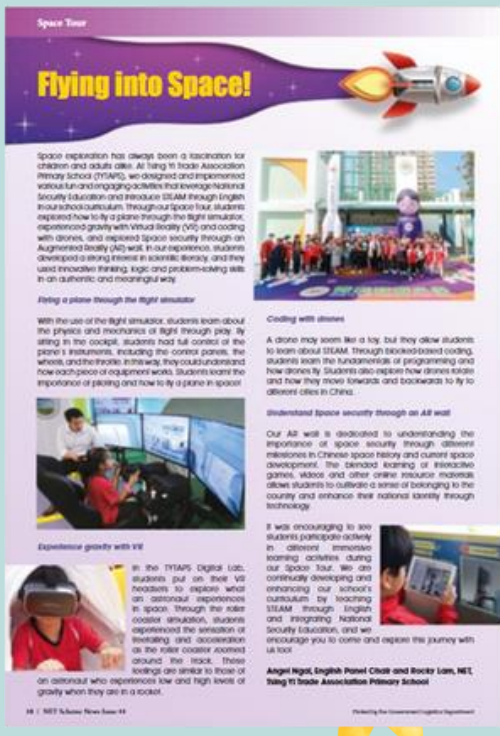 Space Tour
Flying into Space!
Space exploration has always been a fascination for
children and adults alike. At Tsing Yi Trade Association
Primary School (TYTAPS), we designed and implemented
various fun and engaging activities that leverage National
Security Education and introduce STEAM through English
in our school curriculum. Through our Space Tour, students
explored how to fly a plane through the flight simulator,
experienced gravity with Virtual Reality (VR) and coding
with drones, and explored Space security through an
Augmented Reality (AR) wall. In our experience, students
developed a strong interest in scientific literacy, and they
used innovative thinking, logic and problem-solving skills
in an authentic and meaningful way.
Flying a plane through the flight simulator
With the use of the flight simulator, students learn about
the physics and mechanics of flight through play. By
sitting in the cockpit, students had full control of the
plane's instruments, including the control panels, the
wheels, and the throttle. In this way, they could understand
how each piece of equipment works. Students learnt the
importance of piloting and how to fly a plane in space!
Experience gravity with VR
In the TYTAPS Digital Lab,
students put on their VR
headsets to explore what
an astronaut experiences
in space. Through the roller
coaster simulation, students
experienced the sensation of
freefalling and acceleration
as the roller coaster zoomed
around the track. These
feelings are similar to those of
an astronaut who experiences low and high levels of
gravity when they are in a rocket.
Coding with drones
A drone may seem like a toy, but they allow students
to learn about STEAM. Through blocked-based coding,
students learn the fundamentals of programming and
how drones fly. Students also explore how drones rotate
and how they move forwards and backwards to fly to
different cities in China.
Understand Space security through an AR wall
Our AR wall is dedicated to understanding the
importance of space security through different
milestones in Chinese space history and current space
development. The blended learning of interactive
games, videos and other online resource materials
allows students to cultivate a sense of belonging to the
country and enhance their national identity through
technology.
It was encouraging to see
students participate actively
in different immersive
learning activities during
our Space Tour. We are
continually developing and
enhancing our school's
curriculum by teaching
STEAM through English
and integrating National
Security Education, and we
encourage you to come and explore this journey with
us too!
Angel Ngai, English Panel Chair and Rocky Lam, NET,
Tsing Yi Trade Association Primary School
| NET Scheme News Issue
Printed by the Government Logistics Department